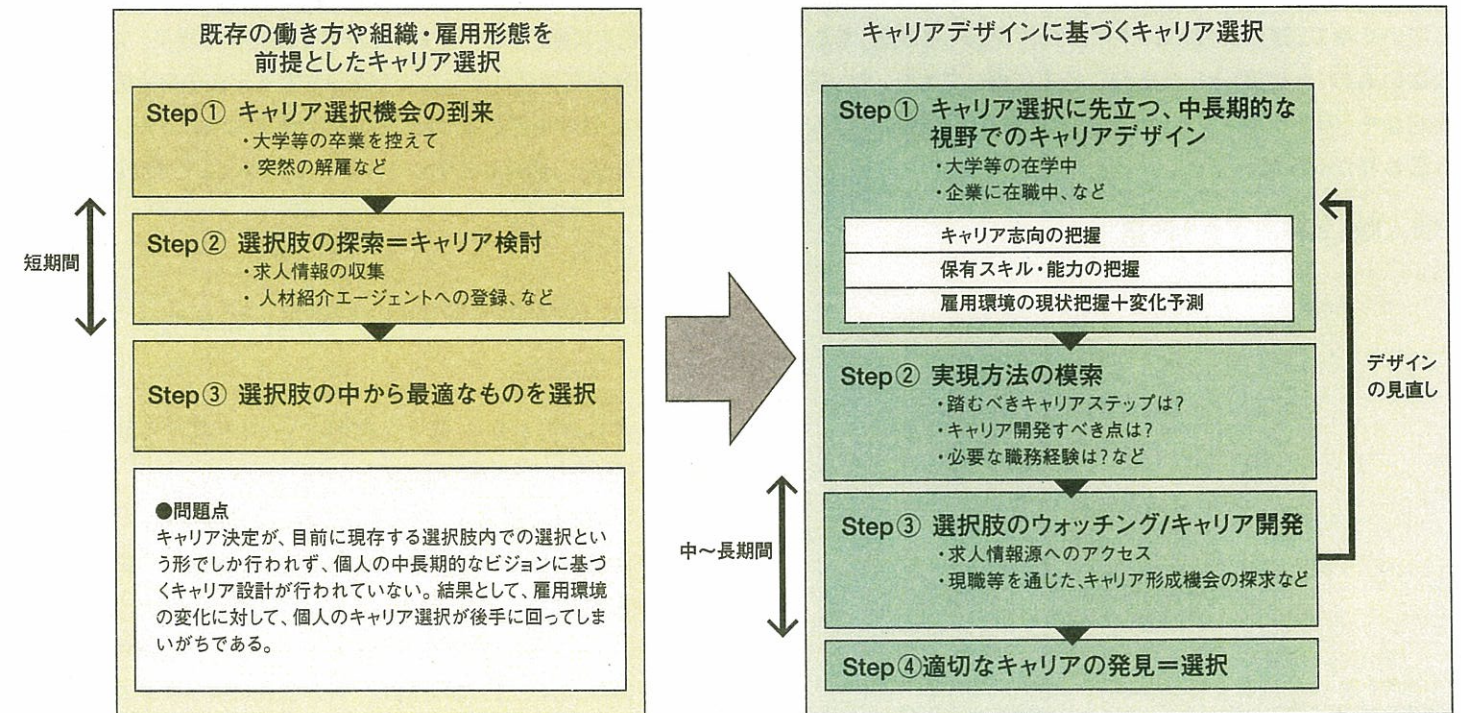 既存の働き方や組織・雇用形態を
前提としたキャリア選択
Step① キャリア選択機会の到来
・大学等の卒業を控えて
・ 突然の解雇など
短期間
Step② 選択肢の探索＝キャリア検討
・求人情報の収集
・ 人材紹介エージェントへの登録、など
Step③ 選択肢の中から最適なものを選択
●問題点
キャリア決定が、目前に現存する選択肢内での選択とい
う形でしか行われず、個人の中長期的なビジョンに基づ
くキャリア設計が行われていない。結果として、雇用環境
の変化に対して、個人のキャリア選択が後手に回ってしま
いがちである。
キャリアデザインに基づくキャリア選択
Step① キャリア選択に先立つ、中長期的な
視野でのキャリアデザイン
・大学等の在学中
・企業に在職中、など
キャリア志向の把握
保有スキル・能力の把握
雇用環境の現状把握＋変化予測
Step② 実現方法の模索
・踏むべきキャリアステップは?
・キャリア開発すべき点は?
・必要な職務経験は?など
デザイン
の見直し
中～長期間
Step③ 選択肢のウォッチング/キャリア開発
・求人情報源へのアクセス
・現職等を通じた、キャリア形成機会の探求など
Step④適切なキャリアの発見＝選択